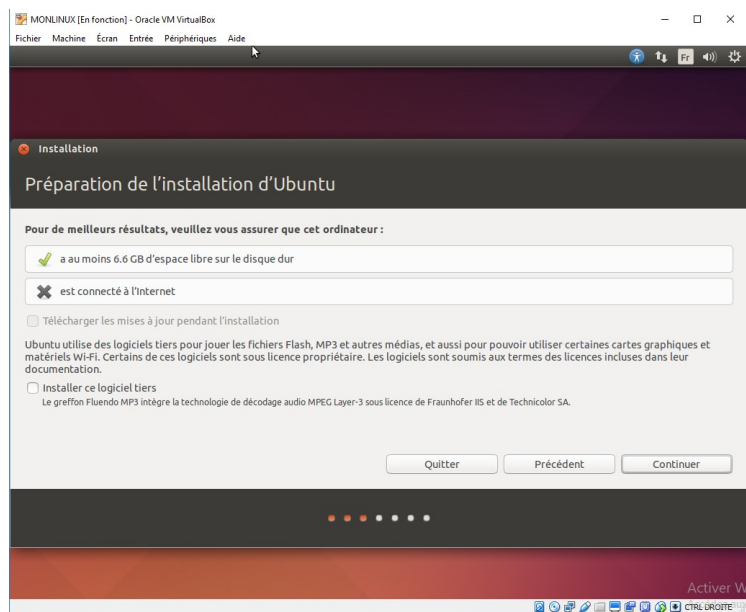 MONLINUX [En fonction] - Oracle VM VirtualBox
Fichier Machine Écran Entrée Périphériques Aide
Fr
Installation
Préparation de l'installation d'Ubuntu
Pour de meilleurs résultats, veuillez vous assurer que cet ordinateur :
a au moins 6.6 GB d'espace libre sur le disque dur
est connecté à l'Internet
Télécharger les mises à jour pendant l'installation
Ubuntu utilise des logiciels tiers pour jouer les fichiers Flash, MP3 et autres médias, et aussi pour pouvoir utiliser certaines cartes graphiques et
matériels Wi-Fi. Certains de ces logiciels sont sous licence propriétaire. Les logiciels sont soumis aux termes des licences incluses dans leur
documentation.
Installer ce logiciel tiers
Le greffon Fluendo MP3 intègre la technologie de décodage audio MPEG Layer-3 sous licence de Fraunhofer IIS et de Technicolor SA.
Quitter Précédent Continuer
Activer W
CTRL DROITE